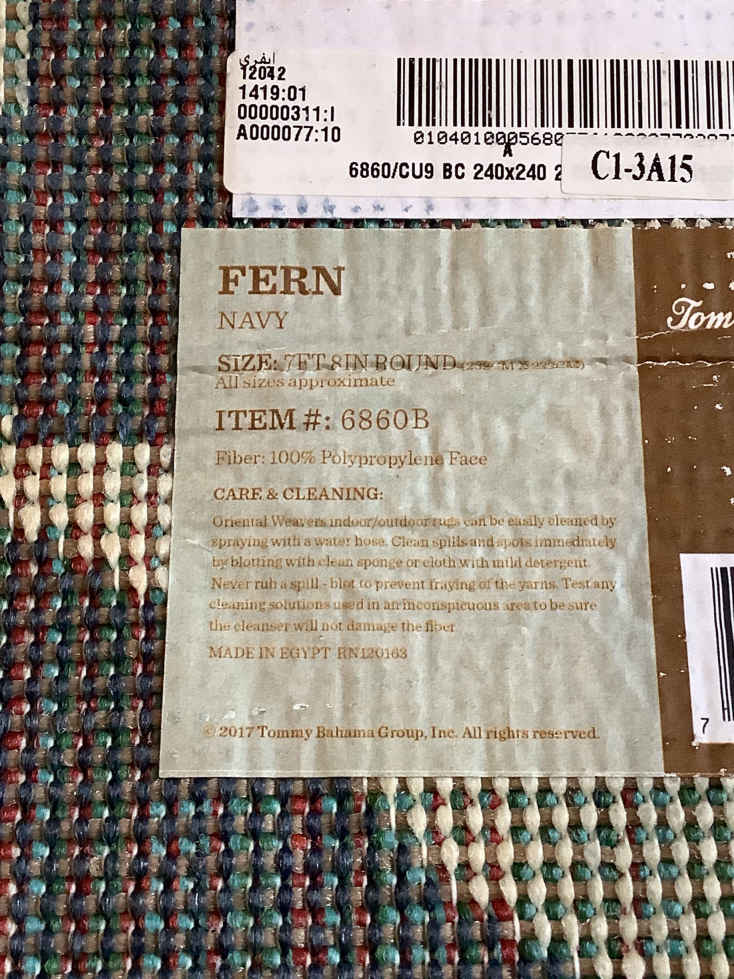 ايفري
12042
1419:01
00000311:I
A000077:10
A
6860/CU9 BC 240x240 2
C1-3A15
FERN
NAVY
Tom
SIZE: 7FT 8IN ROUND
All sizes approximate
ITEM #: 6860B
Fiber: 100% Polypropylene Face
CARE & CLEANING:
Oriental Weavers indoor/outdoor rugs can be easily cleaned by
spraying with a water hose. Clean spills and spots immediately
by blotting with clean sponge or cloth with mild detergent.
Never rub a spill - blot to prevent fraying of the yarns. Test any
cleaning solutions used in an inconspicuous area to be sure
the cleanser will not damage the fiber
MADE IN EGYPT RN120163
7
© 2017 Tommy Bahama Group, Inc. All rights reserved.